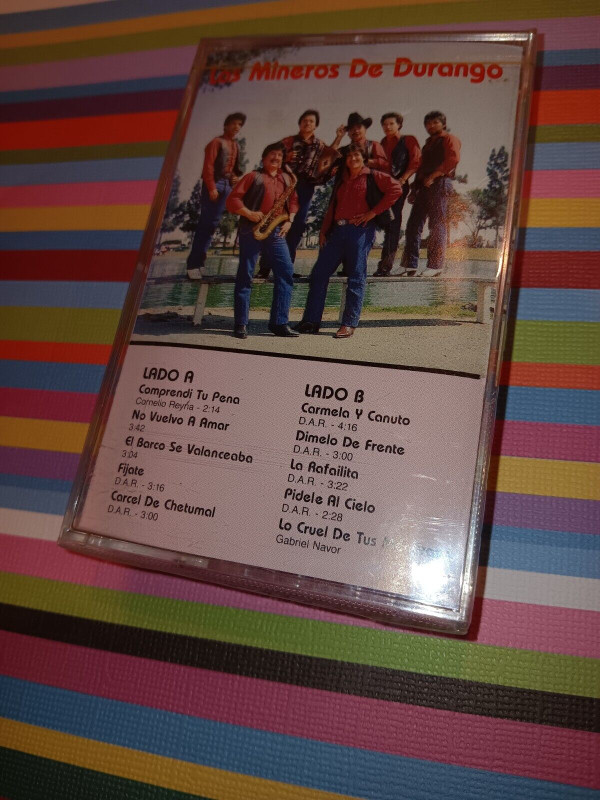 Los Mineros De Durango
LADO A
Comprendi Tu Pena
Cornelio Reyna - 2:14
No Vuelvo A Amar
3:42
El Barco Se Valanceaba
3:04
Fijate
D.A.R. - 3:16
Carcel De Chetumal
D.A.R. - 3:00
LADO B
Carmela Y Canuto
D.A.R. - 4:16
Dimelo De Frente
D.A.R. - 3:00
La Rafailita
D.A.R. - 3:22
Pidele Al Cielo
D.A.R. - 2:28
Lo Cruel De Tus
Gabriel Navor